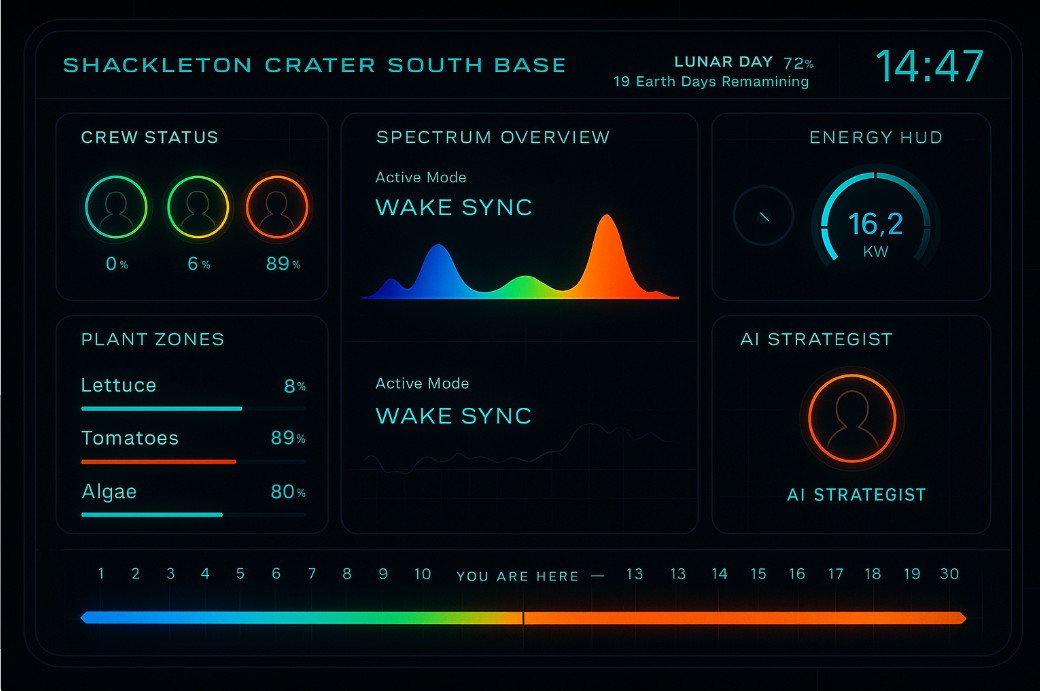 SHACKLETON CRATER SOUTH BASE
LUNAR DAY 72%
19 Earth Days Remamining
14:47
CREW STATUS
0% 6% 89%
SPECTRUM OVERVIEW
Active Mode
WAKE SYNC
ENERGY HUD
16,2
KW
PLANT ZONES
Lettuce 8%
Tomatoes 89%
Algae 80%
Active Mode
WAKE SYNC
AI STRATEGIST
AI STRATEGIST
1 2 3 4 5 6 7 8 9 10 YOU ARE HERE — 13 13 14 15 16 17 18 19 30